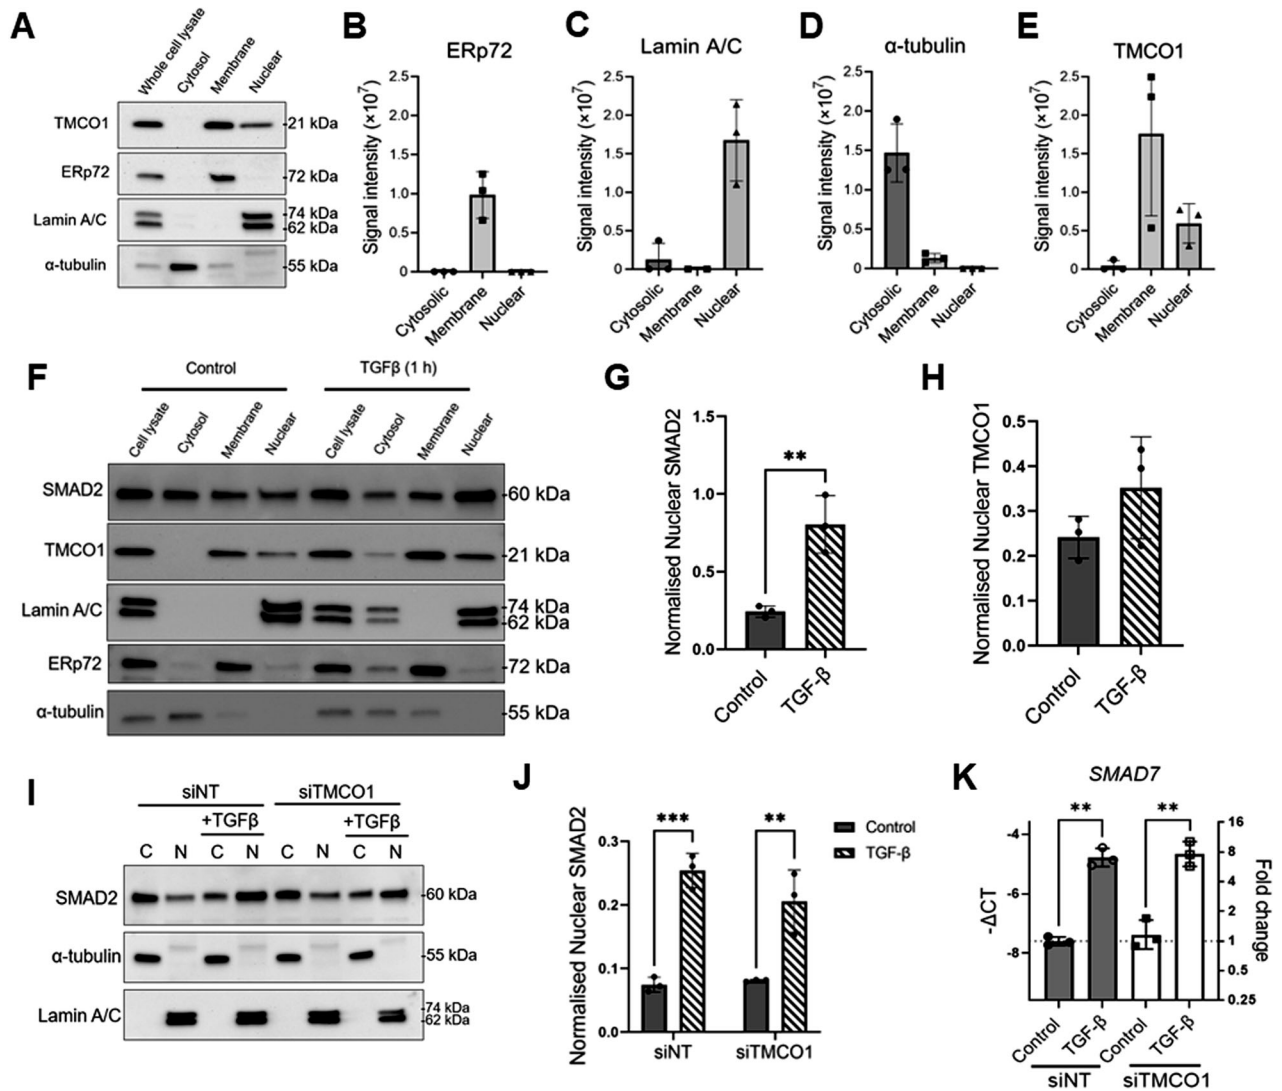 A
Whole cell lysate
Cytosol
Membrane
Nuclear
TMCO1
21 kDa
ERp72
72 kDa
Lamin A/C
74 kDa
62 kDa
α-tubulin
55 kDa
B
ERp72
Signal intensity (×10⁷)
2.5
2.0
1.5
1.0
0.5
0
Cytosolic
Membrane
Nuclear
C
Lamin A/C
Signal intensity (×10⁷)
2.5
2.0
1.5
1.0
0.5
0
Cytosolic
Membrane
Nuclear
D
α-tubulin
Signal intensity (×10⁷)
2.5
2.0
1.5
1.0
0.5
0
Cytosolic
Membrane
Nuclear
E
TMCO1
Signal intensity (×10⁷)
2.5
2.0
1.5
1.0
0.5
0
Cytosolic
Membrane
Nuclear
F
Control
TGFβ (1 h)
Cell lysate
Cytosol
Membrane
Nuclear
Cell lysate
Cytosol
Membrane
Nuclear
SMAD2
60 kDa
TMCO1
21 kDa
Lamin A/C
74 kDa
62 kDa
ERp72
72 kDa
α-tubulin
55 kDa
G
Normalised Nuclear SMAD2
1.5
1.0
0.5
0.0
**
Control
TGF-β
H
Normalised Nuclear TMCO1
0.5
0.4
0.3
0.2
0.1
0.0
Control
TGF-β
I
siNT
siTMCO1
+TGFβ
+TGFβ
C N C N C N C N
SMAD2
60 kDa
α-tubulin
55 kDa
Lamin A/C
74 kDa
62 kDa
J
Normalised Nuclear SMAD2
0.3
0.2
0.1
0.0
***
**
siNT
siTMCO1
Control
TGF-β
K
SMAD7
-ΔCT
-4
-6
-8
**
**
16
8
4
2
1
0.5
0.25
Fold change
Control
TGF-β
Control
TGF-β
siNT
siTMCO1